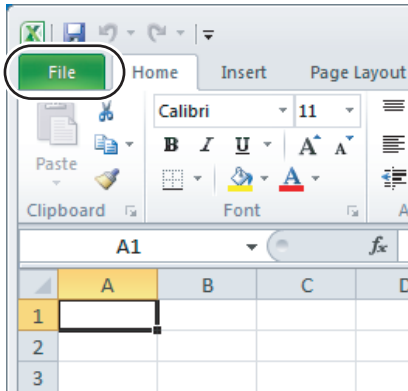 File Home Insert Page Layout
Calibri 11
Paste B I U A A
A
Clipboard Font
A1 fx
A B C
1
2
3